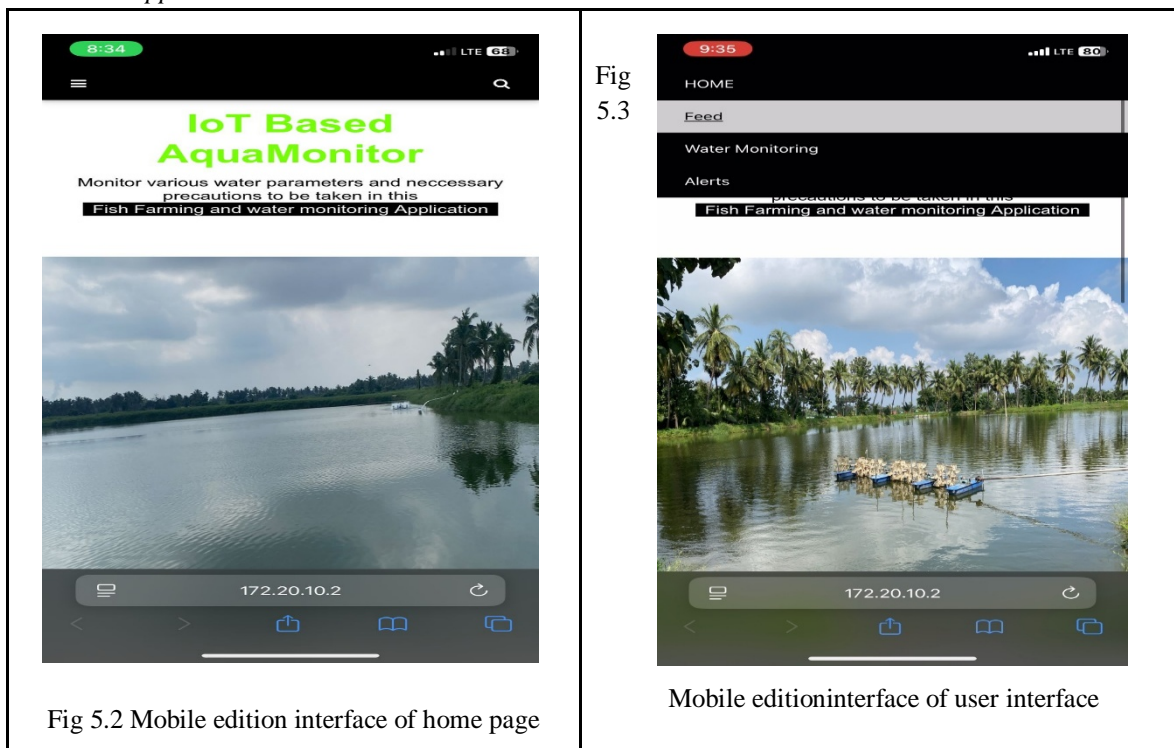 8:34
LTE 68
IoT Based
AquaMonitor
Monitor various water parameters and neccessary
precautions to be taken in this
Fish Farming and water monitoring Application
172.20.10.2
Fig 5.2 Mobile edition interface of home page
Fig
5.3
9:35
LTE 80
HOME
Feed
Water Monitoring
Alerts
precautions to be taken in this
Fish Farming and water monitoring Application
172.20.10.2
Mobile editioninterface of user interface